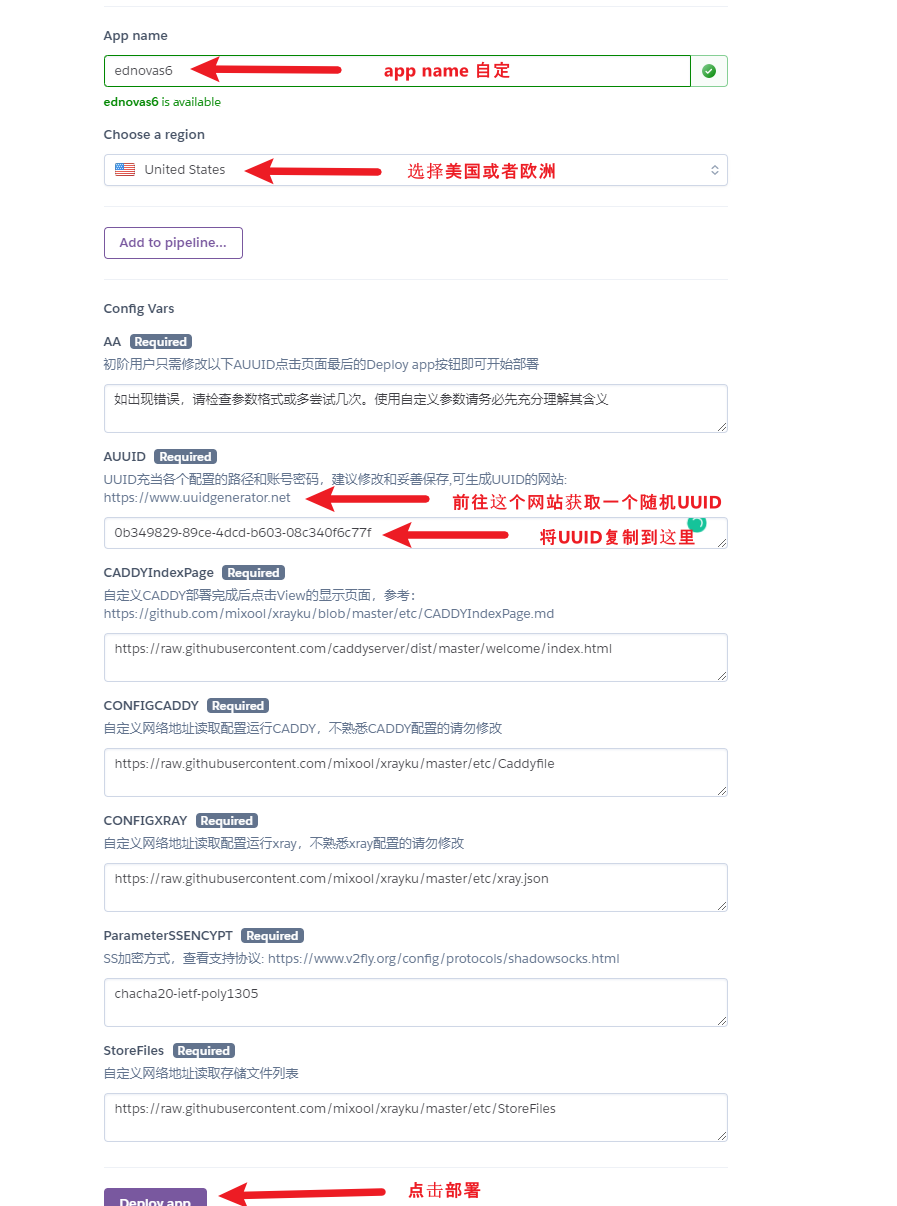 App name
ednovas6
app name 自定
ednovas6 is available
Choose a region
United States
选择美国或者欧洲
Add to pipeline...
Config Vars
AA Required
初阶用户只需修改以下AUUID点击页面最后的Deploy app按钮即可开始部署
如出现错误，请检查参数格式或多尝试几次。使用自定义参数请务必先充分理解其含义
AUUID Required
UUID充当各个配置的路径和账号密码，建议修改和妥善保存,可生成UUID的网站:
https://www.uuidgenerator.net
前往这个网站获取一个随机UUID
0b349829-89ce-4dcd-b603-08c340f6c77f
将UUID复制到这里
CADDYIndexPage Required
自定义CADDY部署完成后点击View的显示页面，参考：
https://github.com/mixool/xrayku/blob/master/etc/CADDYIndexPage.md
https://raw.githubusercontent.com/caddyserver/dist/master/welcome/index.html
CONFIGCADDY Required
自定义网络地址读取配置运行CADDY，不熟悉CADDY配置的请勿修改
https://raw.githubusercontent.com/mixool/xrayku/master/etc/Caddyfile
CONFIGXRAY Required
自定义网络地址读取配置运行xray，不熟悉xray配置的请勿修改
https://raw.githubusercontent.com/mixool/xrayku/master/etc/xray.json
ParameterSSENCYPT Required
SS加密方式，查看支持协议: https://www.v2fly.org/config/protocols/shadowsocks.html
chacha20-ietf-poly1305
StoreFiles Required
自定义网络地址读取存储文件列表
https://raw.githubusercontent.com/mixool/xrayku/master/etc/StoreFiles
Deploy app
点击部署